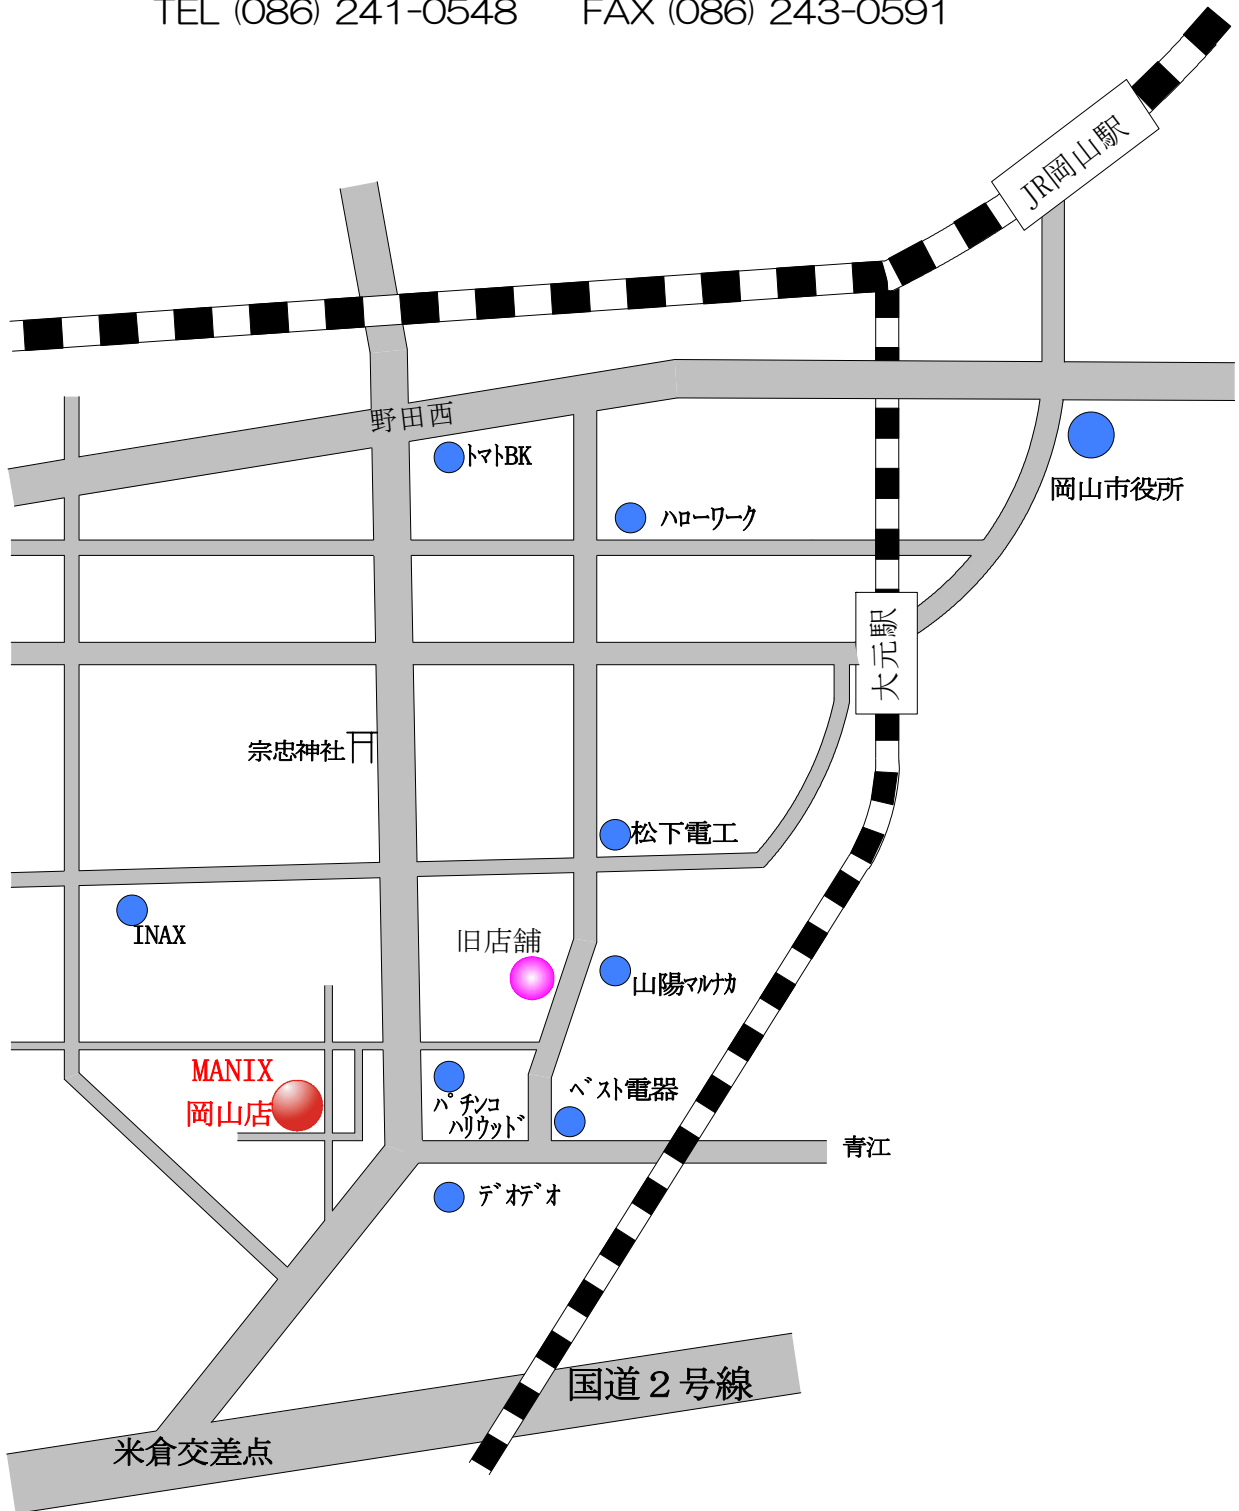 TEL (086) 241-0548 FAX (086) 243-0591
JR岡山駅
野田西
ﾄﾏﾄBK
ﾊﾛｰﾜｰｸ
岡山市役所
大元駅
宗忠神社
松下電工
INAX
旧店舗
山陽ﾏﾙﾅｶ
MANIX
岡山店
ﾊﾟﾁﾝｺ
ﾊﾘｳｯﾄﾞ
ﾍﾞｽﾄ電器
青江
ﾃﾞｵﾃﾞｵ
国道２号線
米倉交差点